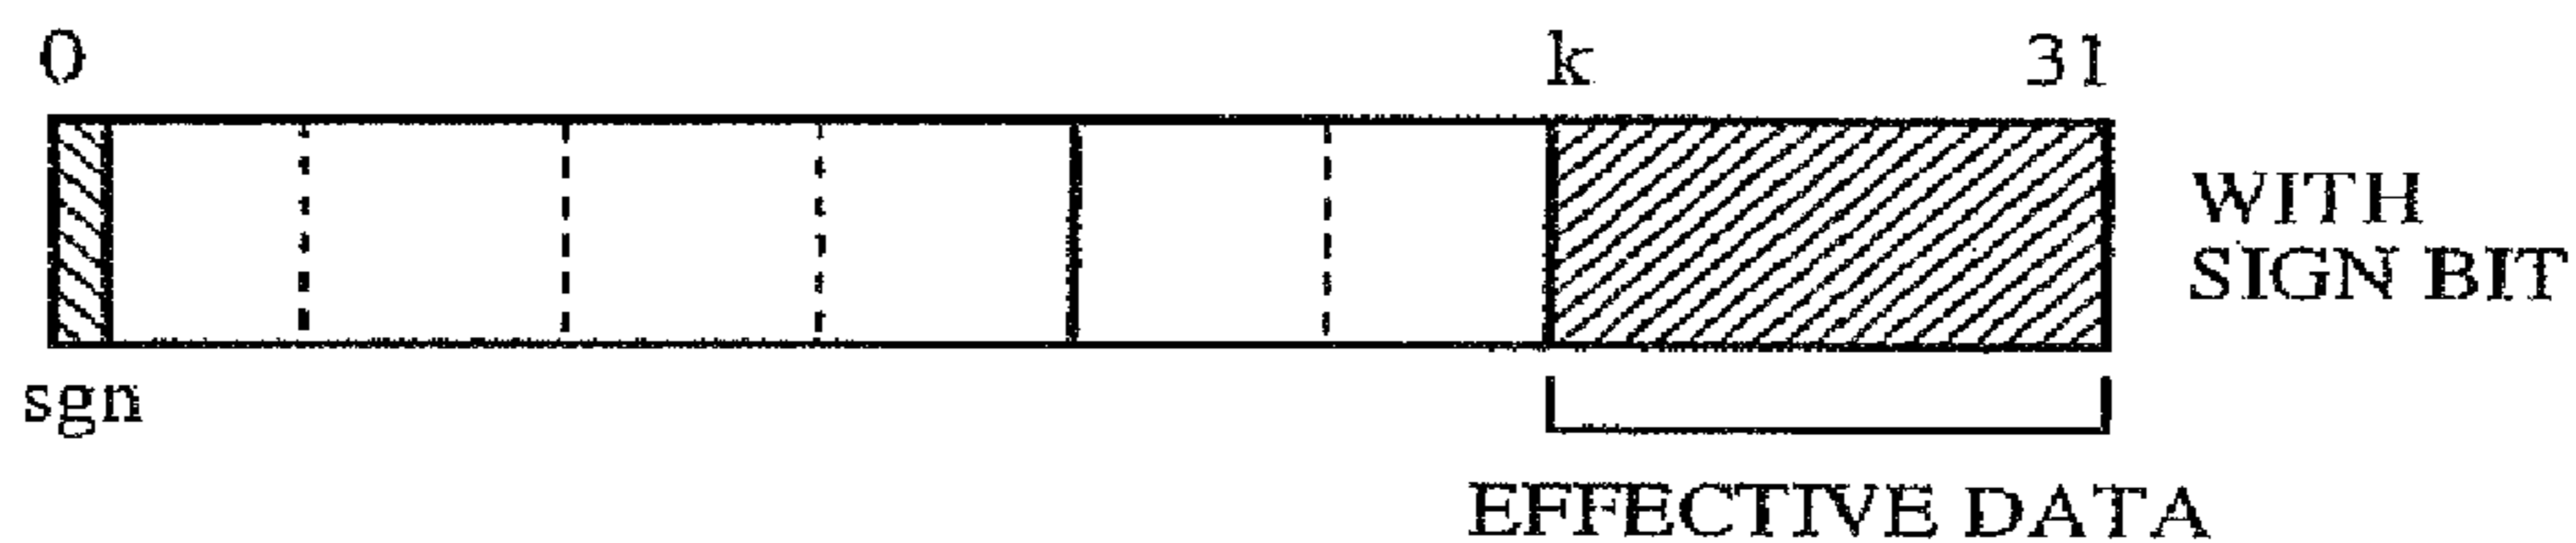 0 k 31
WITH
SIGN BIT
sgn
EFFECTIVE DATA